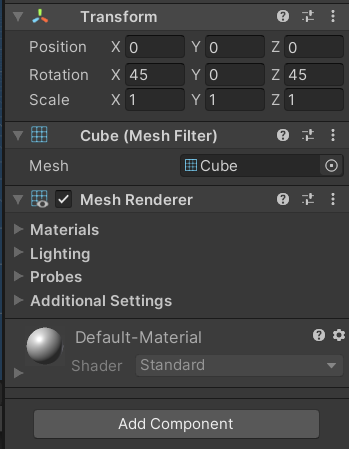 Transform
Position X 0 Y 0 Z 0
Rotation X 45 Y 0 Z 45
Scale X 1 Y 1 Z 1
Cube (Mesh Filter)
Mesh Cube
Mesh Renderer
Materials
Lighting
Probes
Additional Settings
Default-Material
Shader Standard
Add Component